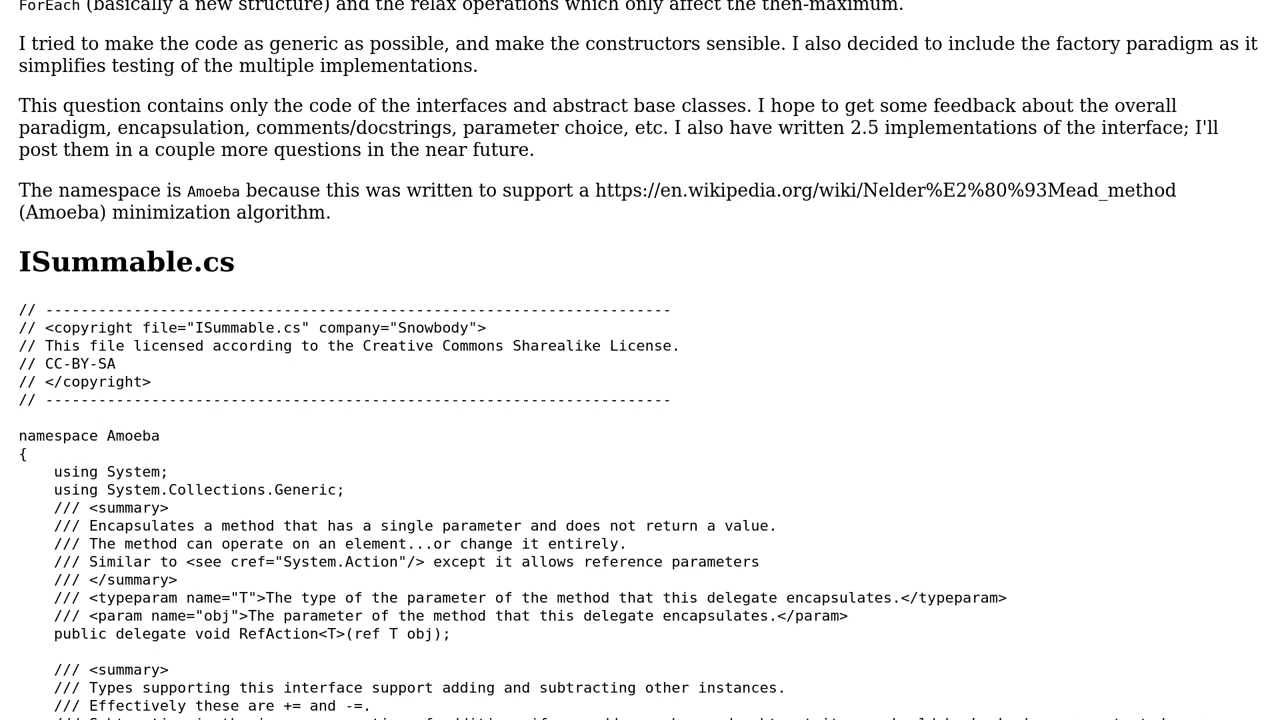 ForEach (basically a new structure) and the relax operations which only affect the then-maximum.
I tried to make the code as generic as possible, and make the constructors sensible. I also decided to include the factory paradigm as it
simplifies testing of the multiple implementations.
This question contains only the code of the interfaces and abstract base classes. I hope to get some feedback about the overall
paradigm, encapsulation, comments/docstrings, parameter choice, etc. I also have written 2.5 implementations of the interface; I'll
post them in a couple more questions in the near future.
The namespace is Amoeba because this was written to support a https://en.wikipedia.org/wiki/Nelder%E2%80%93Mead_method
(Amoeba) minimization algorithm.
ISummable.cs
// -----------------------------------------------------------------------
// <copyright file="ISummable.cs" company="Snowbody">
// This file licensed according to the Creative Commons Sharealike License.
// CC-BY-SA
// </copyright>
// -----------------------------------------------------------------------
namespace Amoeba
{
    using System;
    using System.Collections.Generic;
    /// <summary>
    /// Encapsulates a method that has a single parameter and does not return a value.
    /// The method can operate on an element...or change it entirely.
    /// Similar to <see cref="System.Action"/> except it allows reference parameters
    /// </summary>
    /// <typeparam name="T">The type of the parameter of the method that this delegate encapsulates.</typeparam>
    /// <param name="obj">The parameter of the method that this delegate encapsulates.</param>
    public delegate void RefAction<T>(ref T obj);
    /// <summary>
    /// Types supporting this interface support adding and subtracting other instances.
    /// Effectively these are += and -=.